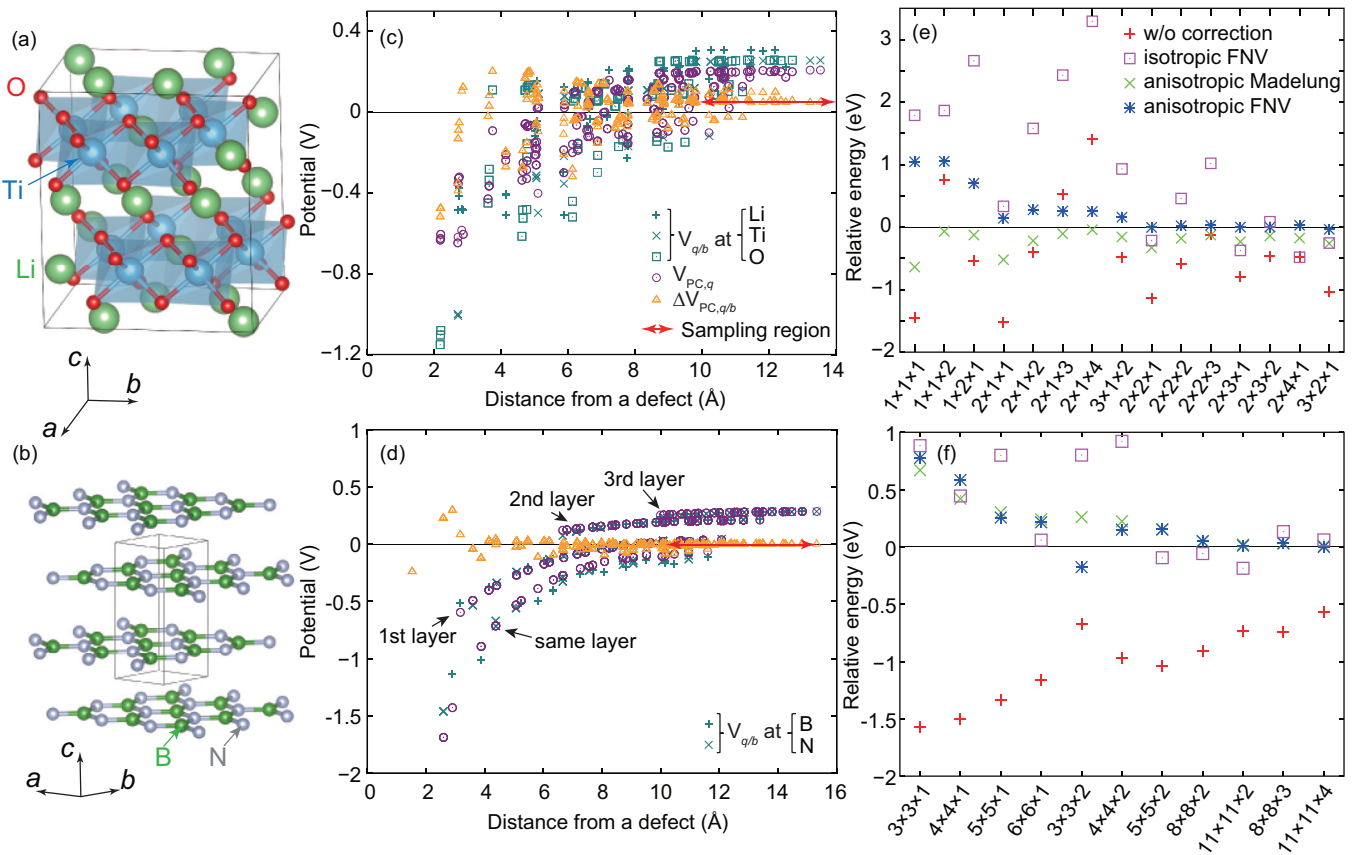 (a)
O
Ti
Li
c
b
a
(c)
Potential (V)
0.4
0
−0.4
−0.8
−1.2
0 2 4 6 8 10 12 14
Distance from a defect (Å)
V_{q/b} at
Li
Ti
O
V_{PC,q}
ΔV_{PC,q/b}
Sampling region
(e)
Relative energy (eV)
3
2
1
0
−1
−2
w/o correction
isotropic FNV
anisotropic Madelung
anisotropic FNV
1×1×1
1×1×2
1×2×1
2×1×1
2×1×2
2×1×3
2×1×4
3×1×2
2×2×1
2×2×2
2×2×3
2×3×1
2×3×2
2×4×1
3×2×1
(b)
B
N
c
a
b
(d)
Potential (V)
1
0.5
0
−0.5
−1
−1.5
−2
0 2 4 6 8 10 12 14 16
Distance from a defect (Å)
2nd layer
3rd layer
1st layer
same layer
V_{q/b} at
B
N
(f)
Relative energy (eV)
1
0.5
0
−0.5
−1
−1.5
−2
3×3×1
4×4×1
5×5×1
6×6×1
3×3×2
4×4×2
5×5×2
8×8×2
11×11×2
8×8×3
11×11×4